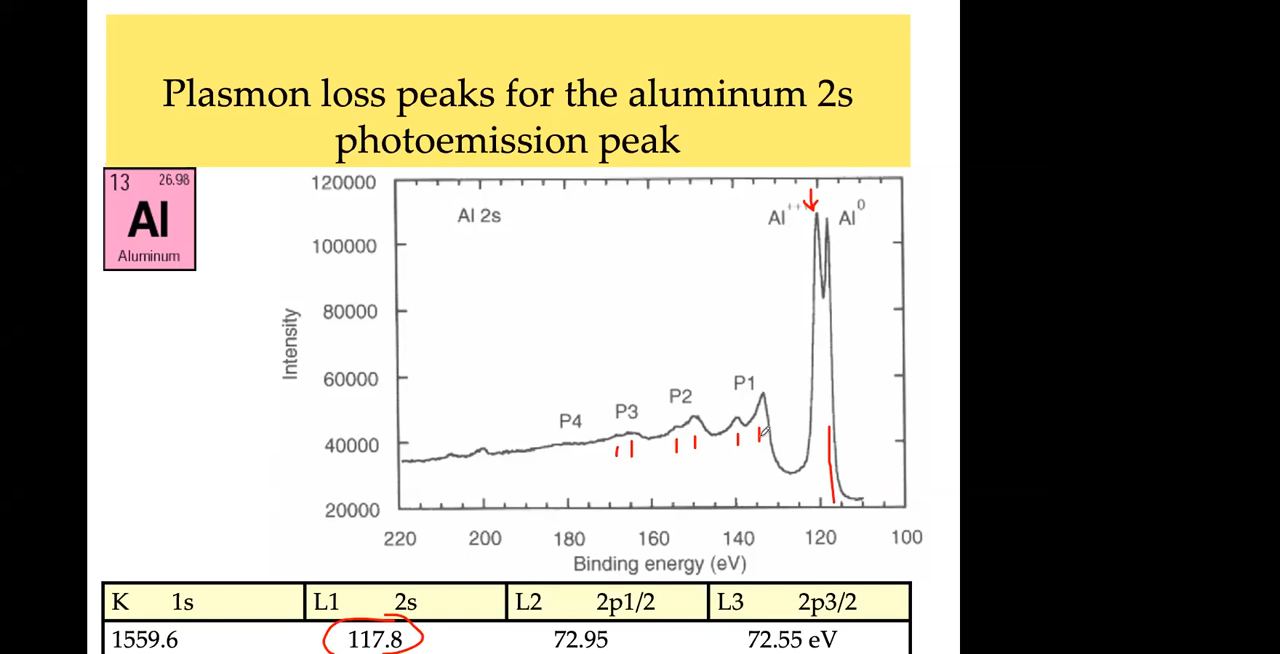 Plasmon loss peaks for the aluminum 2s
photoemission peak
13 26.98
Al
Aluminum
120000
100000
80000
60000
40000
20000
Intensity
Al 2s
Al++
Al0
P4
P3
P2
P1
220 200 180 160 140 120 100
Binding energy (eV)
K 1s L1 2s L2 2p1/2 L3 2p3/2
1559.6 117.8 72.95 72.55 eV